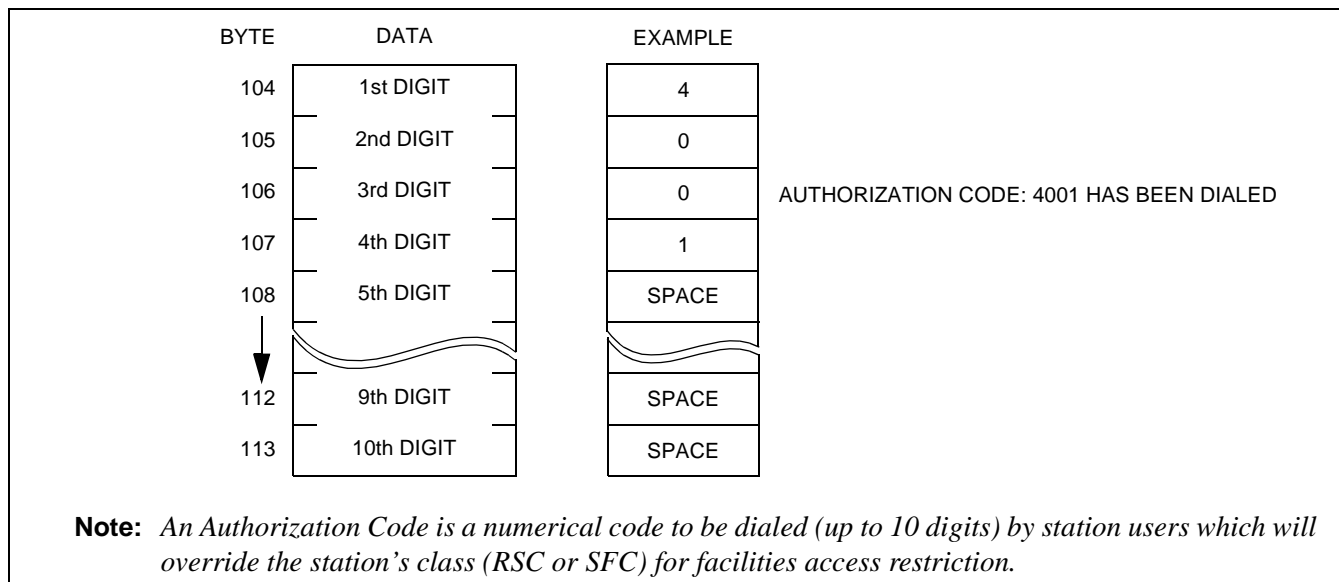 BYTE DATA EXAMPLE
104 1st DIGIT 4
105 2nd DIGIT 0
106 3rd DIGIT 0 AUTHORIZATION CODE: 4001 HAS BEEN DIALED
107 4th DIGIT 1
108 5th DIGIT SPACE
112 9th DIGIT SPACE
113 10th DIGIT SPACE
Note: An Authorization Code is a numerical code to be dialed (up to 10 digits) by station users which will
override the station's class (RSC or SFC) for facilities access restriction.